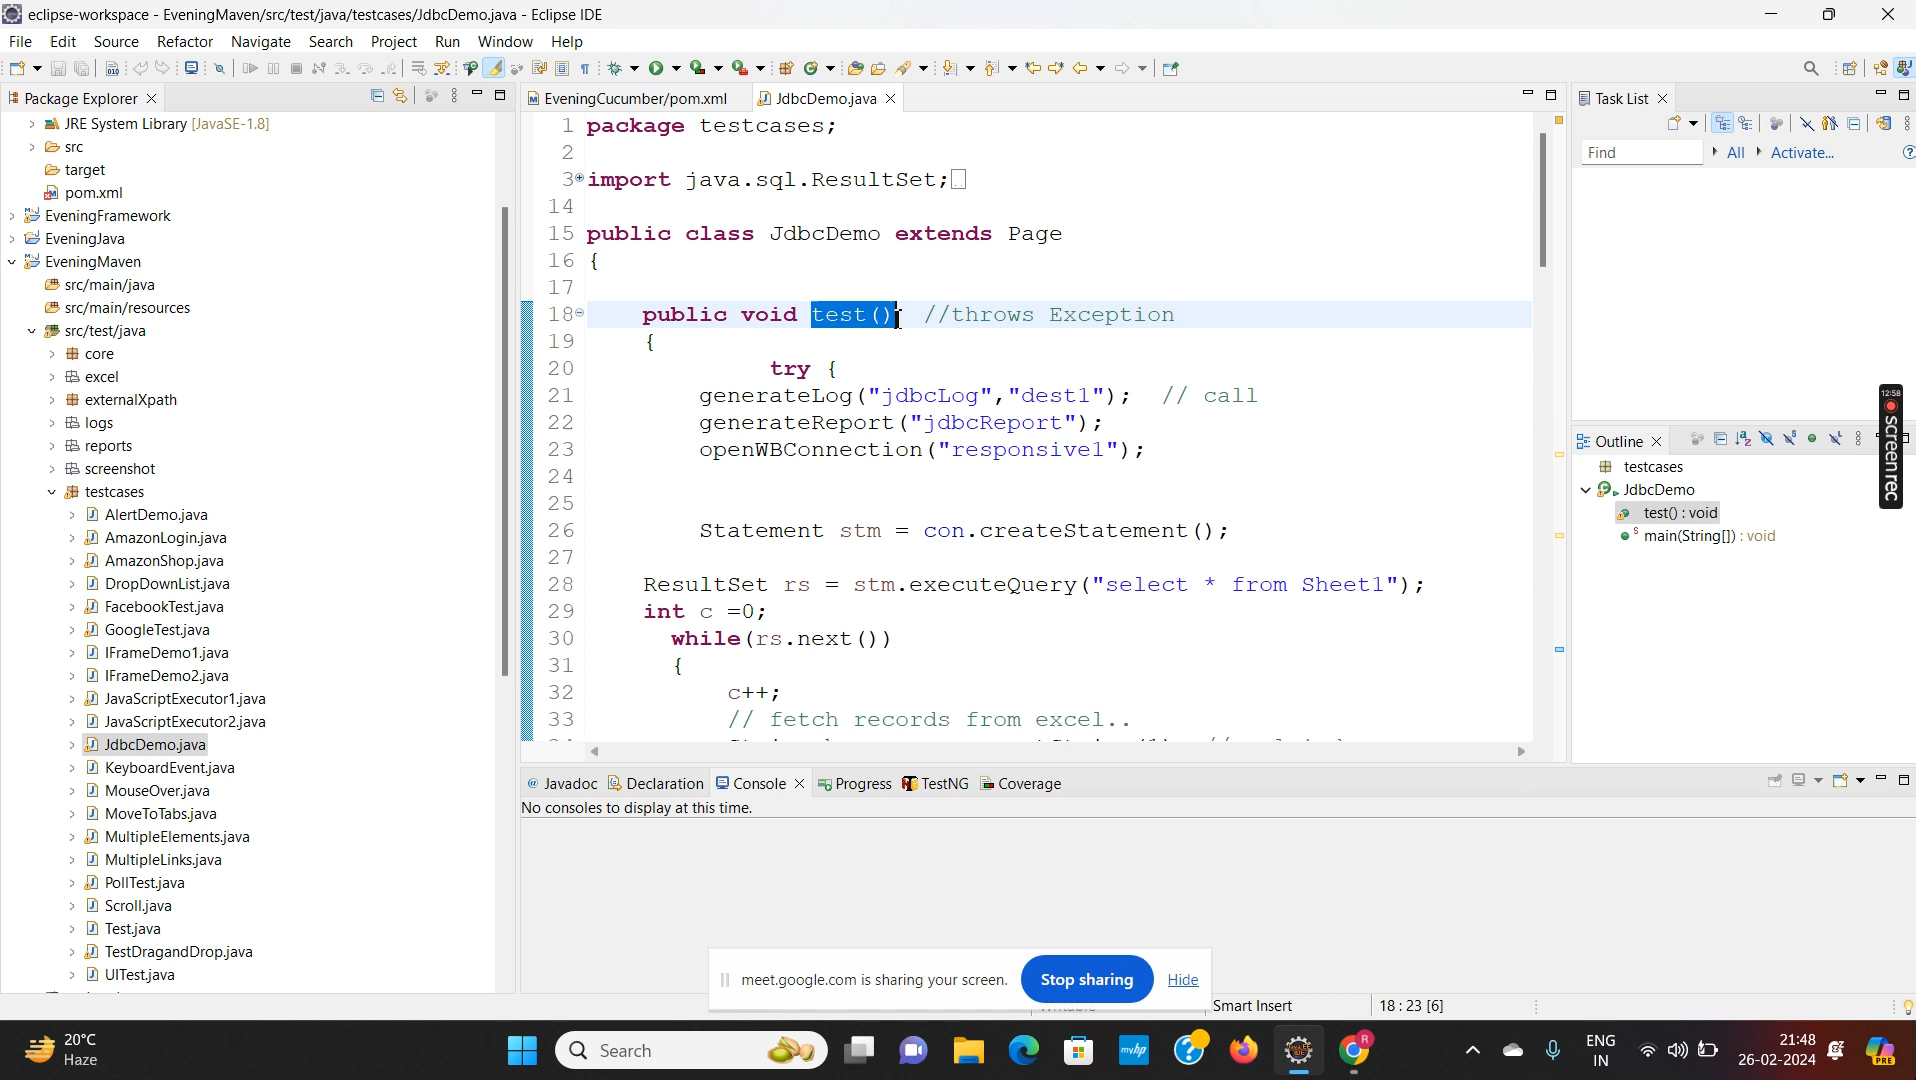 eclipse-workspace - EveningMaven/src/test/java/testcases/JdbcDemo.java - Eclipse IDE
File Edit Source Refactor Navigate Search Project Run Window Help
Package Explorer
JRE System Library [JavaSE-1.8]
src
target
pom.xml
EveningFramework
EveningJava
EveningMaven
src/main/java
src/main/resources
src/test/java
core
excel
externalXpath
logs
reports
screenshot
testcases
AlertDemo.java
AmazonLogin.java
AmazonShop.java
DropDownList.java
FacebookTest.java
GoogleTest.java
IFrameDemo1.java
IFrameDemo2.java
JavaScriptExecutor1.java
JavaScriptExecutor2.java
JdbcDemo.java
KeyboardEvent.java
MouseOver.java
MoveToTabs.java
MultipleElements.java
MultipleLinks.java
PollTest.java
Scroll.java
Test.java
TestDragandDrop.java
UITest.java
EveningCucumber/pom.xml JdbcDemo.java
1 package testcases;
2
3 import java.sql.ResultSet;
14
15 public class JdbcDemo extends Page
16 {
17
18 public void test() //throws Exception
19 {
20 try {
21 generateLog("jdbcLog","dest1"); // call
22 generateReport("jdbcReport");
23 openWBConnection("responsive1");
24
25
26 Statement stm = con.createStatement();
27
28 ResultSet rs = stm.executeQuery("select * from Sheet1");
29 int c =0;
30 while(rs.next())
31 {
32 c++;
33 // fetch records from excel..
Task List
Find All Activate...
12:58
screenrec
Outline
testcases
JdbcDemo
test() : void
main(String[]) : void
@ Javadoc Declaration Console Progress TestNG Coverage
No consoles to display at this time.
meet.google.com is sharing your screen. Stop sharing Hide
Smart Insert 18 : 23 [6]
20°C
Haze
Search
myhp
ENG
IN
21:48
26-02-2024
PRE